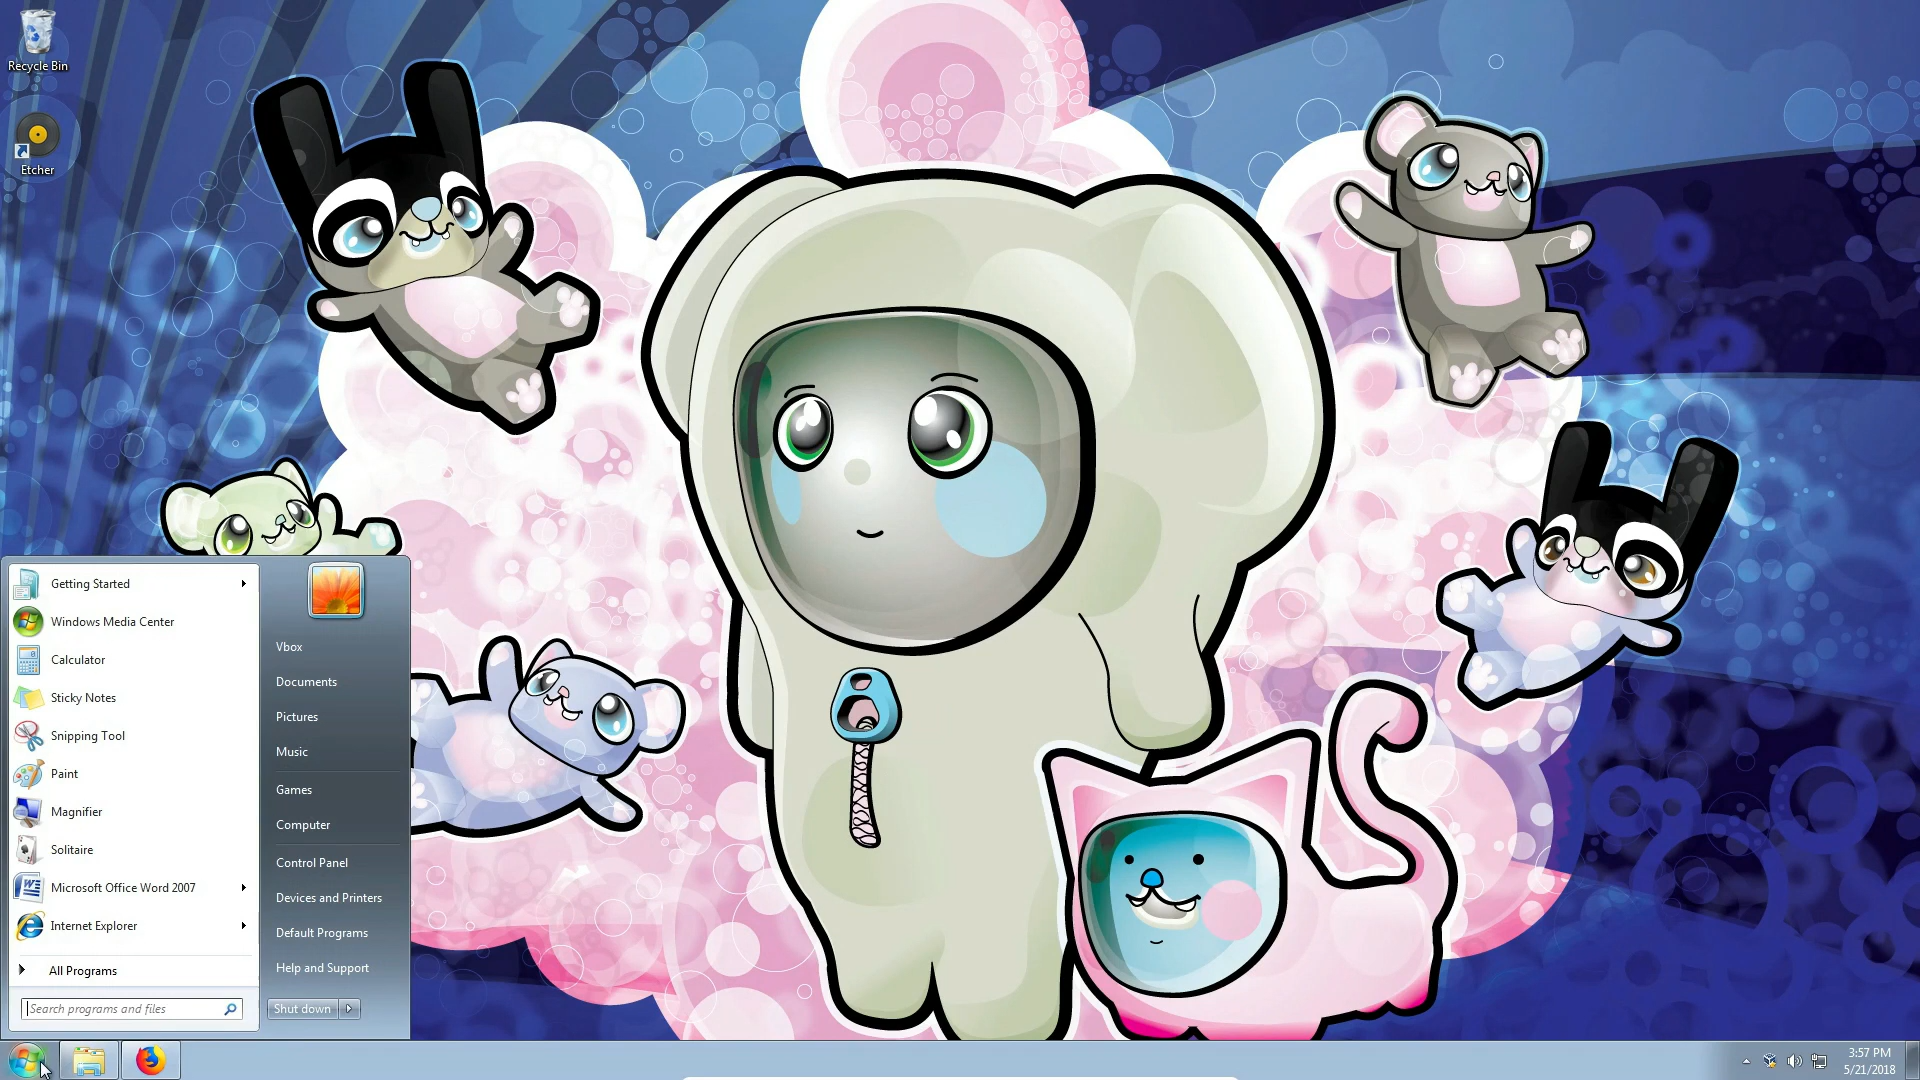 Recycle Bin
Etcher
Getting Started
Windows Media Center
Calculator
Sticky Notes
Snipping Tool
Paint
Magnifier
Solitaire
Microsoft Office Word 2007
Internet Explorer
All Programs
Search programs and files
Vbox
Documents
Pictures
Music
Games
Computer
Control Panel
Devices and Printers
Default Programs
Help and Support
Shut down
3:57 PM
5/21/2018